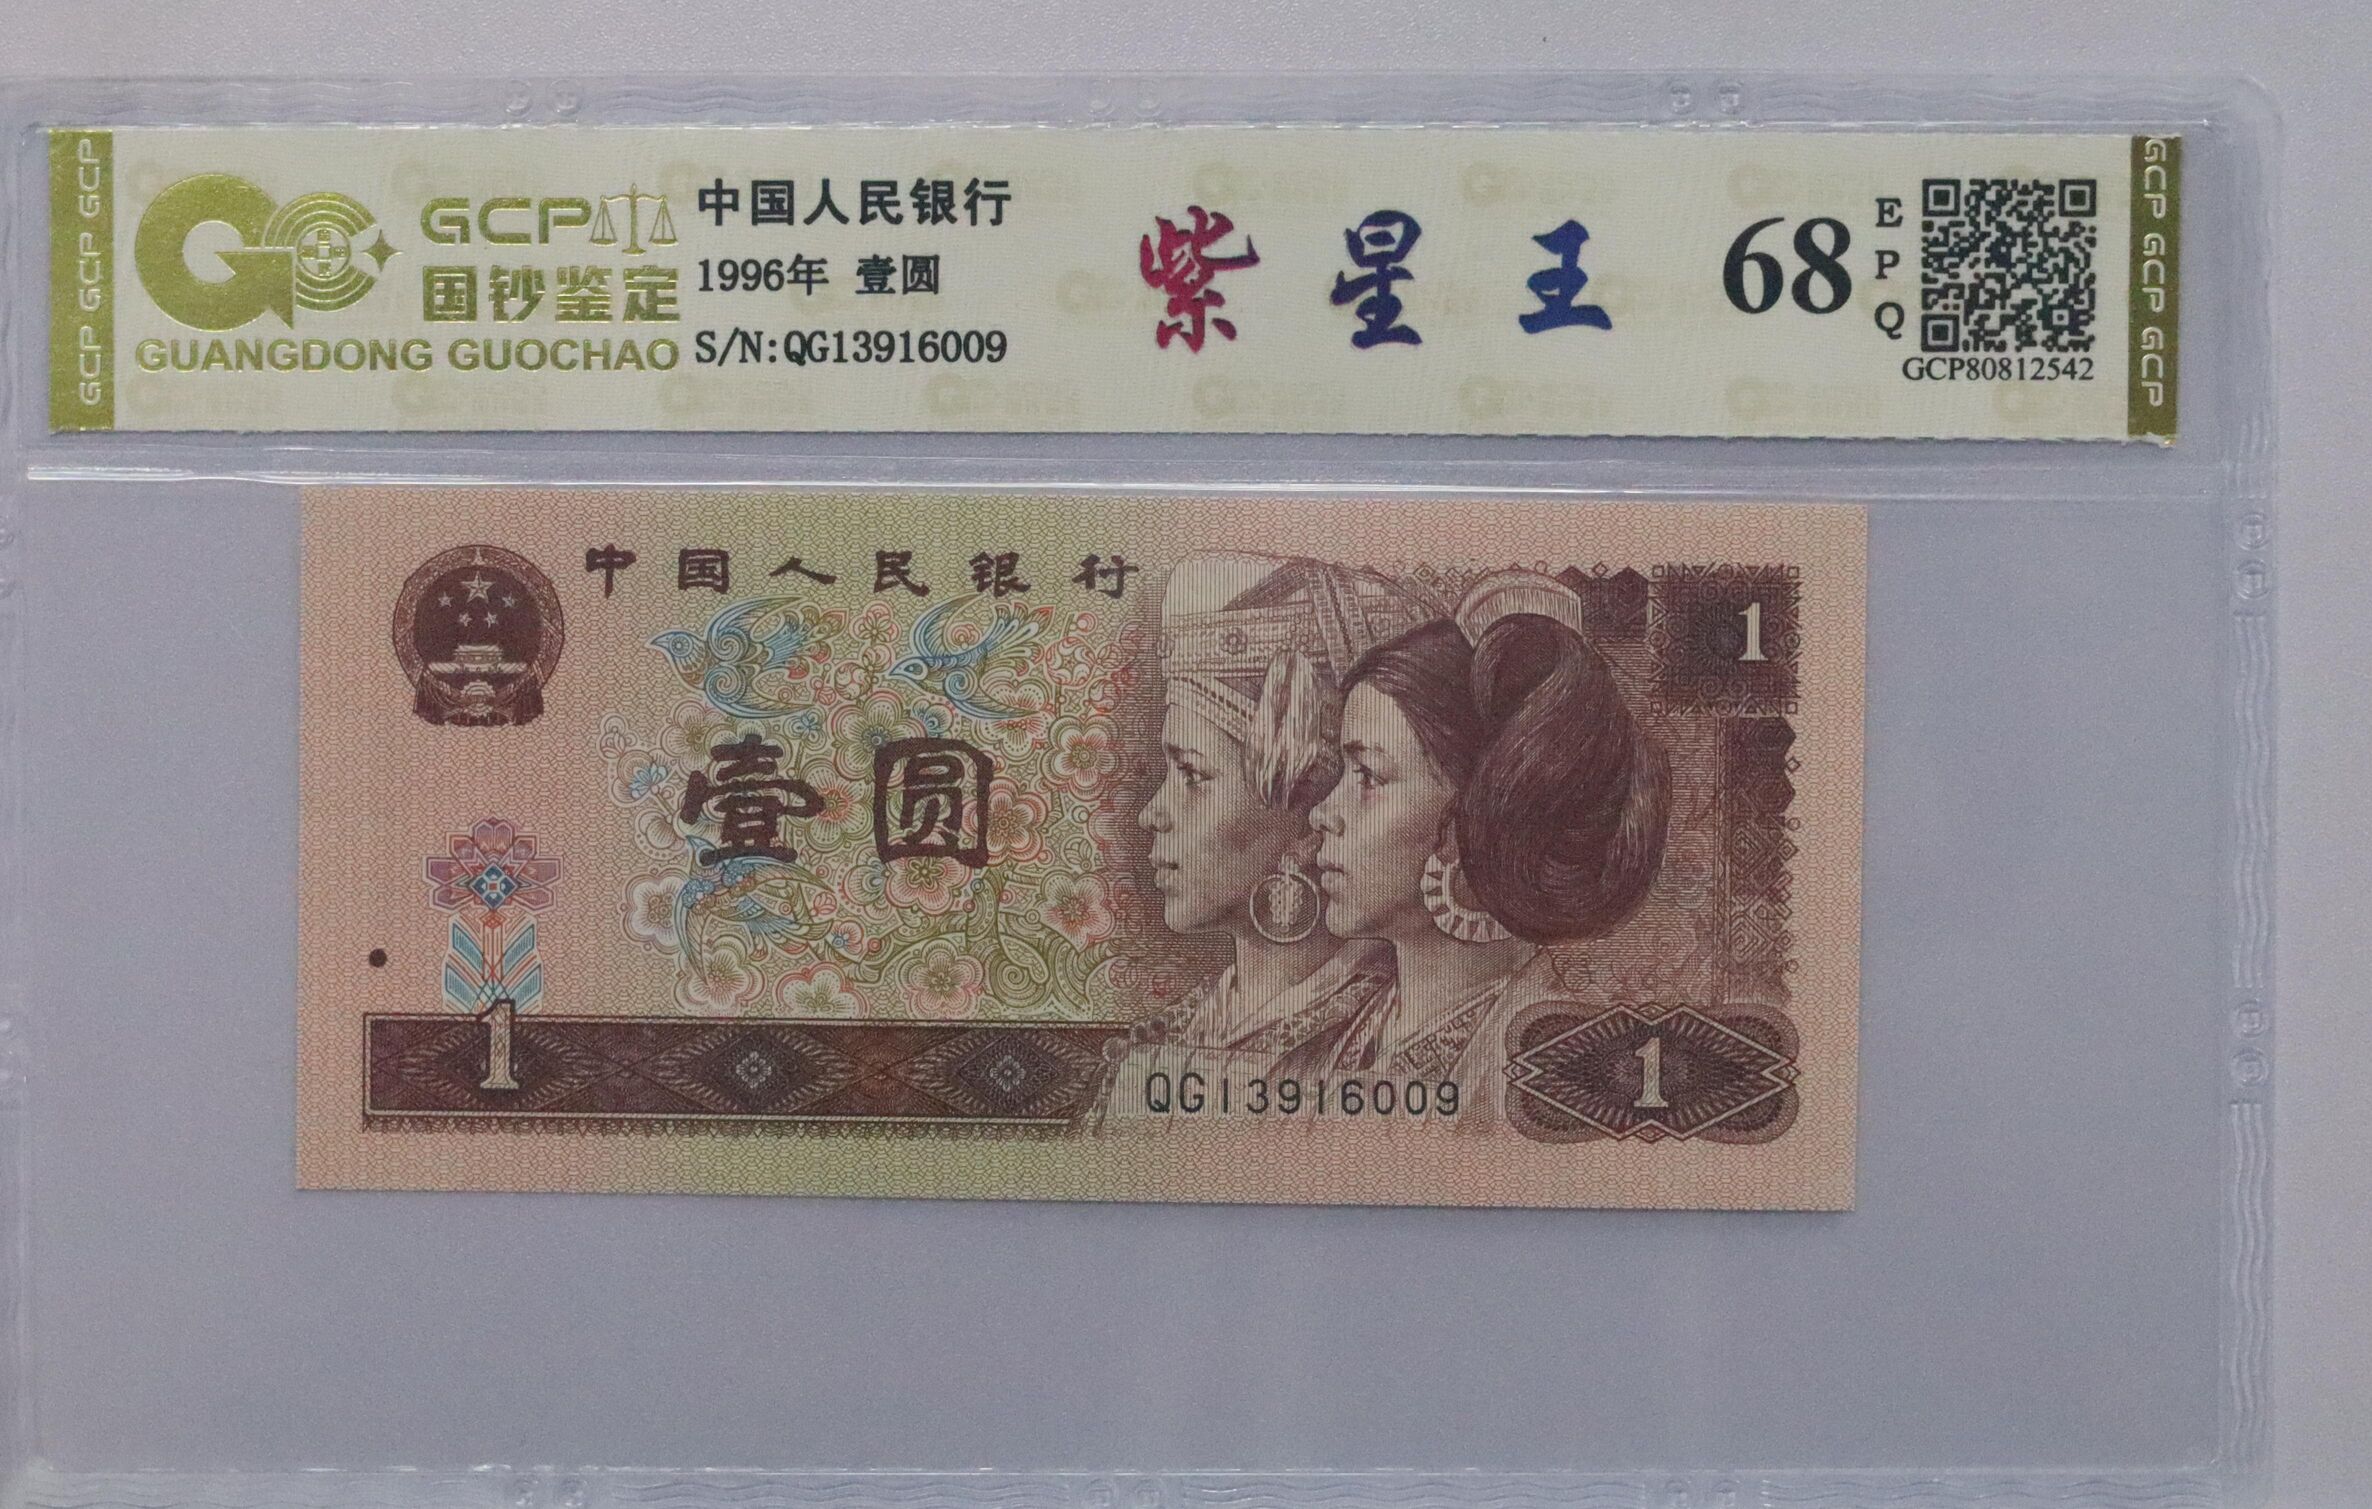 GCP GCP GCP
GCP
国钞鉴定
GUANGDONG GUOCHAO
中国人民银行
1996年 壹圆
S/N:QG13916009
紫星王
68
EPQ
GCP80812542
GCP GCP GCP
中国人民银行
1
壹圆
1
QG13916009
1